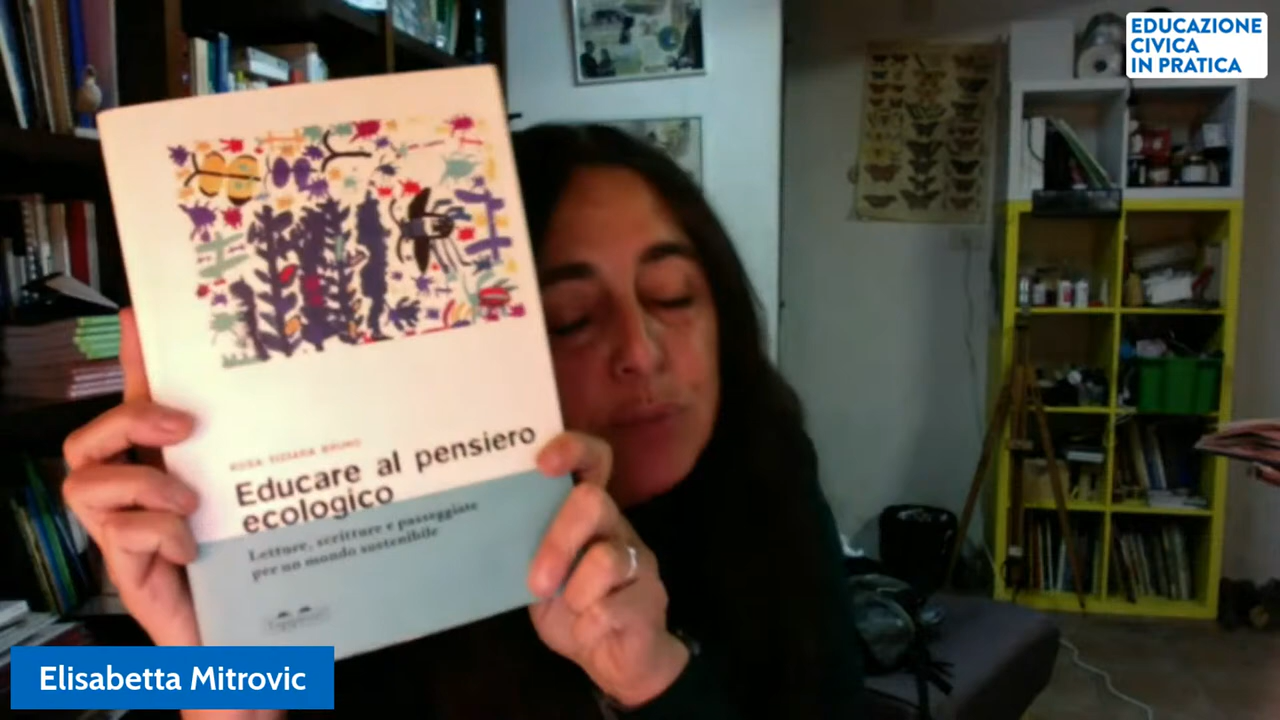 EDUCAZIONE
CIVICA
IN PRATICA
ROSA TIZIANA BRUNO
Educare al pensiero
ecologico
Letture, scritture e passeggiate
per un mondo sostenibile
Elisabetta Mitrovic